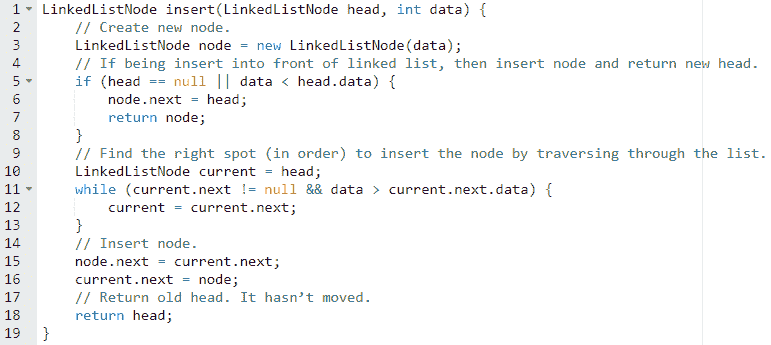 1 LinkedListNode insert(LinkedListNode head, int data) {
2     // Create new node.
3     LinkedListNode node = new LinkedListNode(data);
4     // If being insert into front of linked list, then insert node and return new head.
5     if (head == null || data < head.data) {
6         node.next = head;
7         return node;
8     }
9     // Find the right spot (in order) to insert the node by traversing through the list.
10     LinkedListNode current = head;
11     while (current.next != null && data > current.next.data) {
12         current = current.next;
13     }
14     // Insert node.
15     node.next = current.next;
16     current.next = node;
17     // Return old head. It hasn’t moved.
18     return head;
19 }